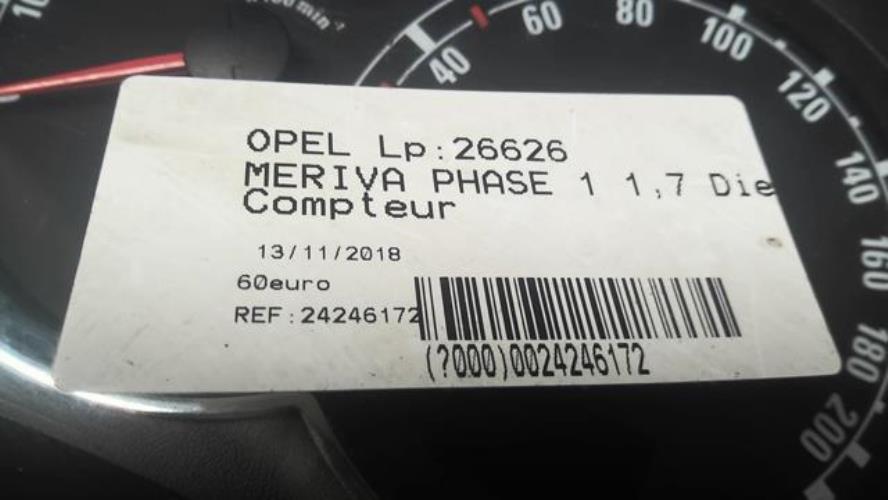 40
60
80
100
120
140
160
180
200
OPEL Lp:26626
MERIVA PHASE 1 1,7 Die
Compteur
13/11/2018
60euro
REF:24246172
(?000)0024246172